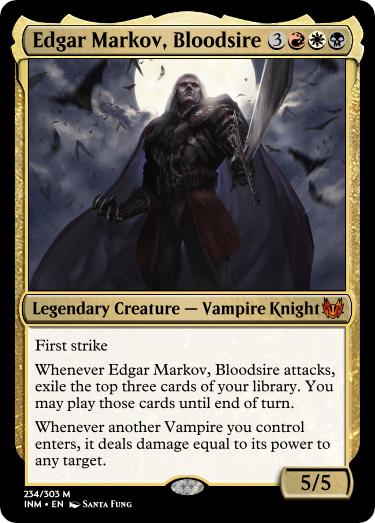 Edgar Markov, Bloodsire 3
Legendary Creature — Vampire Knight
First strike
Whenever Edgar Markov, Bloodsire attacks,
exile the top three cards of your library. You
may play those cards until end of turn.
Whenever another Vampire you control
enters, it deals damage equal to its power to
any target.
5/5
234/303 M
INM • EN Santa Fung